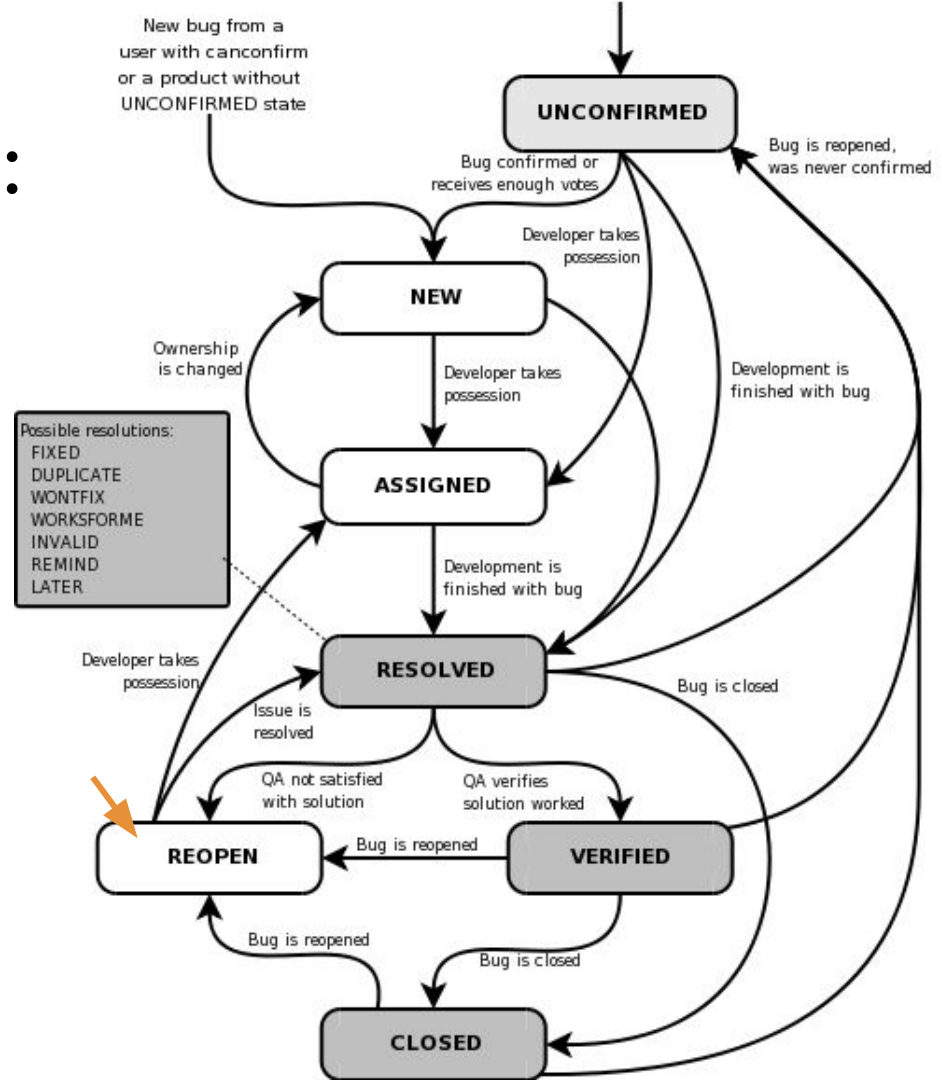 New bug from a
user with canconfirm
or a product without
UNCONFIRMED state
UNCONFIRMED
Bug is reopened,
was never confirmed
Bug confirmed or
receives enough votes
Developer takes
possession
NEW
Ownership
is changed
Developer takes
possession
Development is
finished with bug
Possible resolutions:
FIXED
DUPLICATE
WONTFIX
WORKSFORME
INVALID
REMIND
LATER
ASSIGNED
Development is
finished with bug
RESOLVED
Developer takes
possession
Issue is
resolved
Bug is closed
QA not satisfied
with solution
QA verifies
solution worked
REOPEN
Bug is reopened
VERIFIED
Bug is reopened
Bug is closed
CLOSED